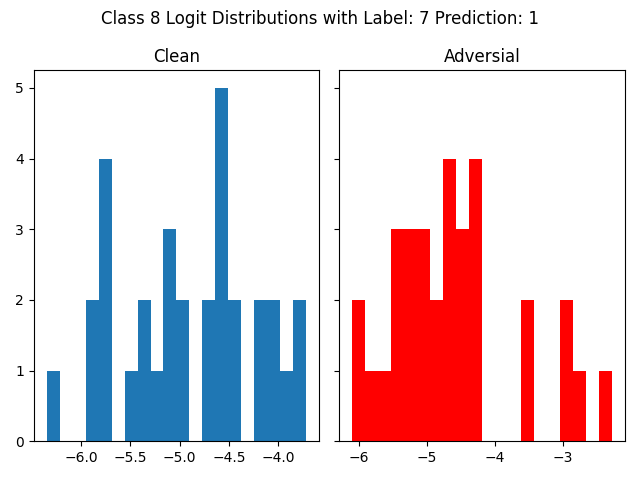 Class 8 Logit Distributions with Label: 7 Prediction: 1
Clean
Adversial
5
4
3
2
1
0
−6.0 −5.5 −5.0 −4.5 −4.0
−6 −5 −4 −3